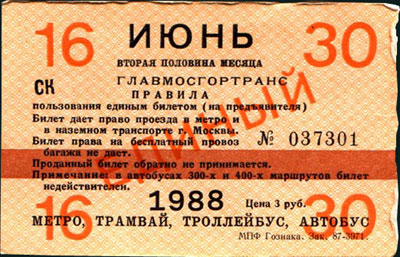 16 ИЮНЬ 30
ВТОРАЯ ПОЛОВИНА МЕСЯЦА
СК ГЛАВМОСГОРТРАНС
ПРАВИЛА
пользования единым билетом (на предъявителя)
Билет дает право проезда в метро и
в наземном транспорте г. Москвы.
Билет права на бесплатный провоз
багажа не дает.
№ 037301
Проданный билет обратно не принимается.
Примечание: в автобусах 300-х и 400-х маршрутов билет
недействителен.
ЕДИНЫЙ
16 1988 Цена 3 руб. 30
МЕТРО, ТРАМВАЙ, ТРОЛЛЕЙБУС, АВТОБУС
МПФ Гознака. Зак. 87-3971.